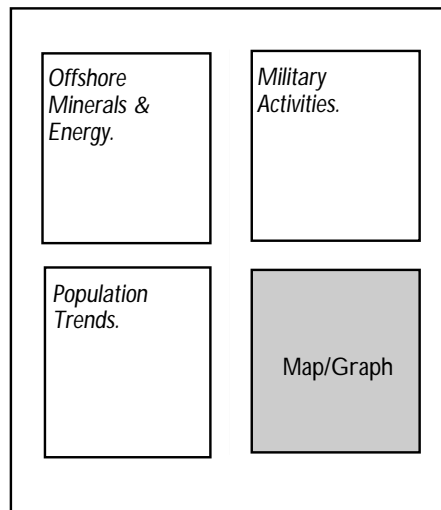 Offshore
Minerals &
Energy.
Military
Activities.
Population
Trends.
Map/Graph